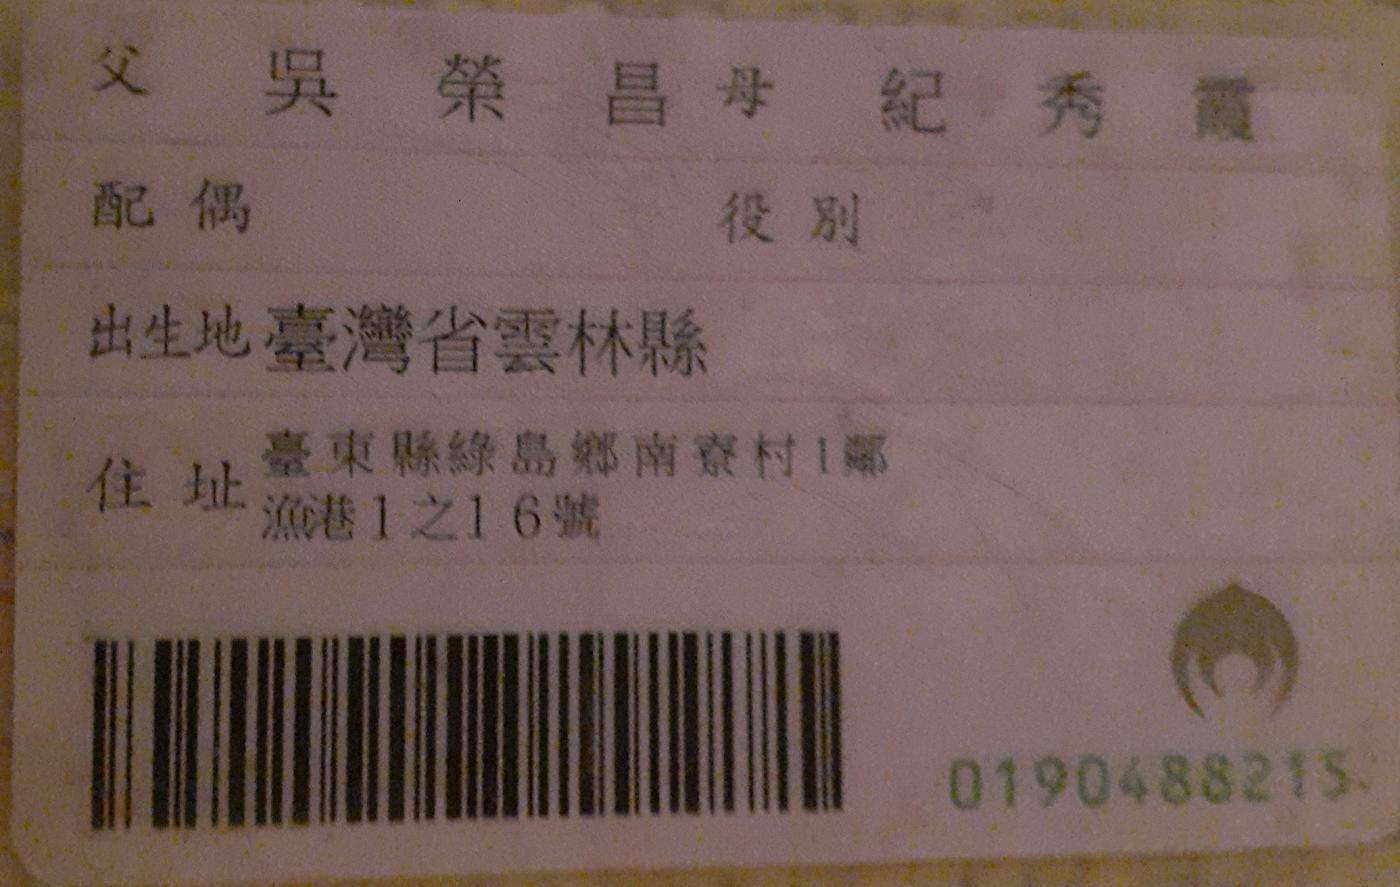 父 吳榮昌 母 紀秀霞
配偶 役別
出生地 臺灣省雲林縣
住址 臺東縣綠島鄉南寮村1鄰
漁港1之16號
0190488215